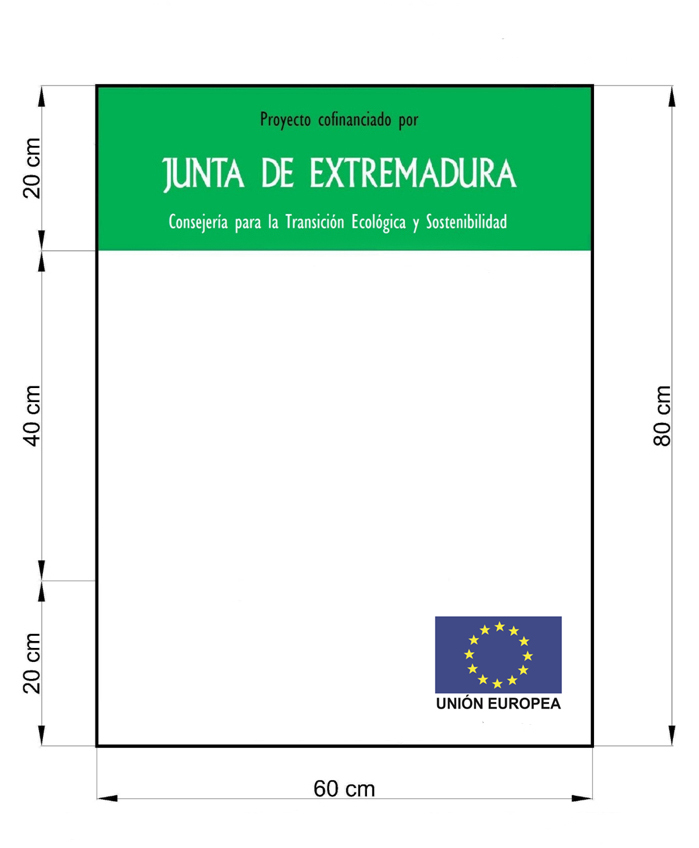 Proyecto cofinanciado por
JUNTA DE EXTREMADURA
Consejería para la Transición Ecológica y Sostenibilidad
20 cm
40 cm
80 cm
20 cm
UNIÓN EUROPEA
60 cm